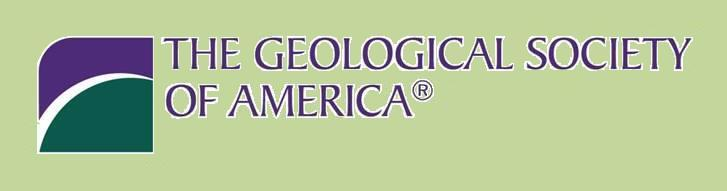 THE GEOLOGICAL SOCIETY
OF AMERICA®